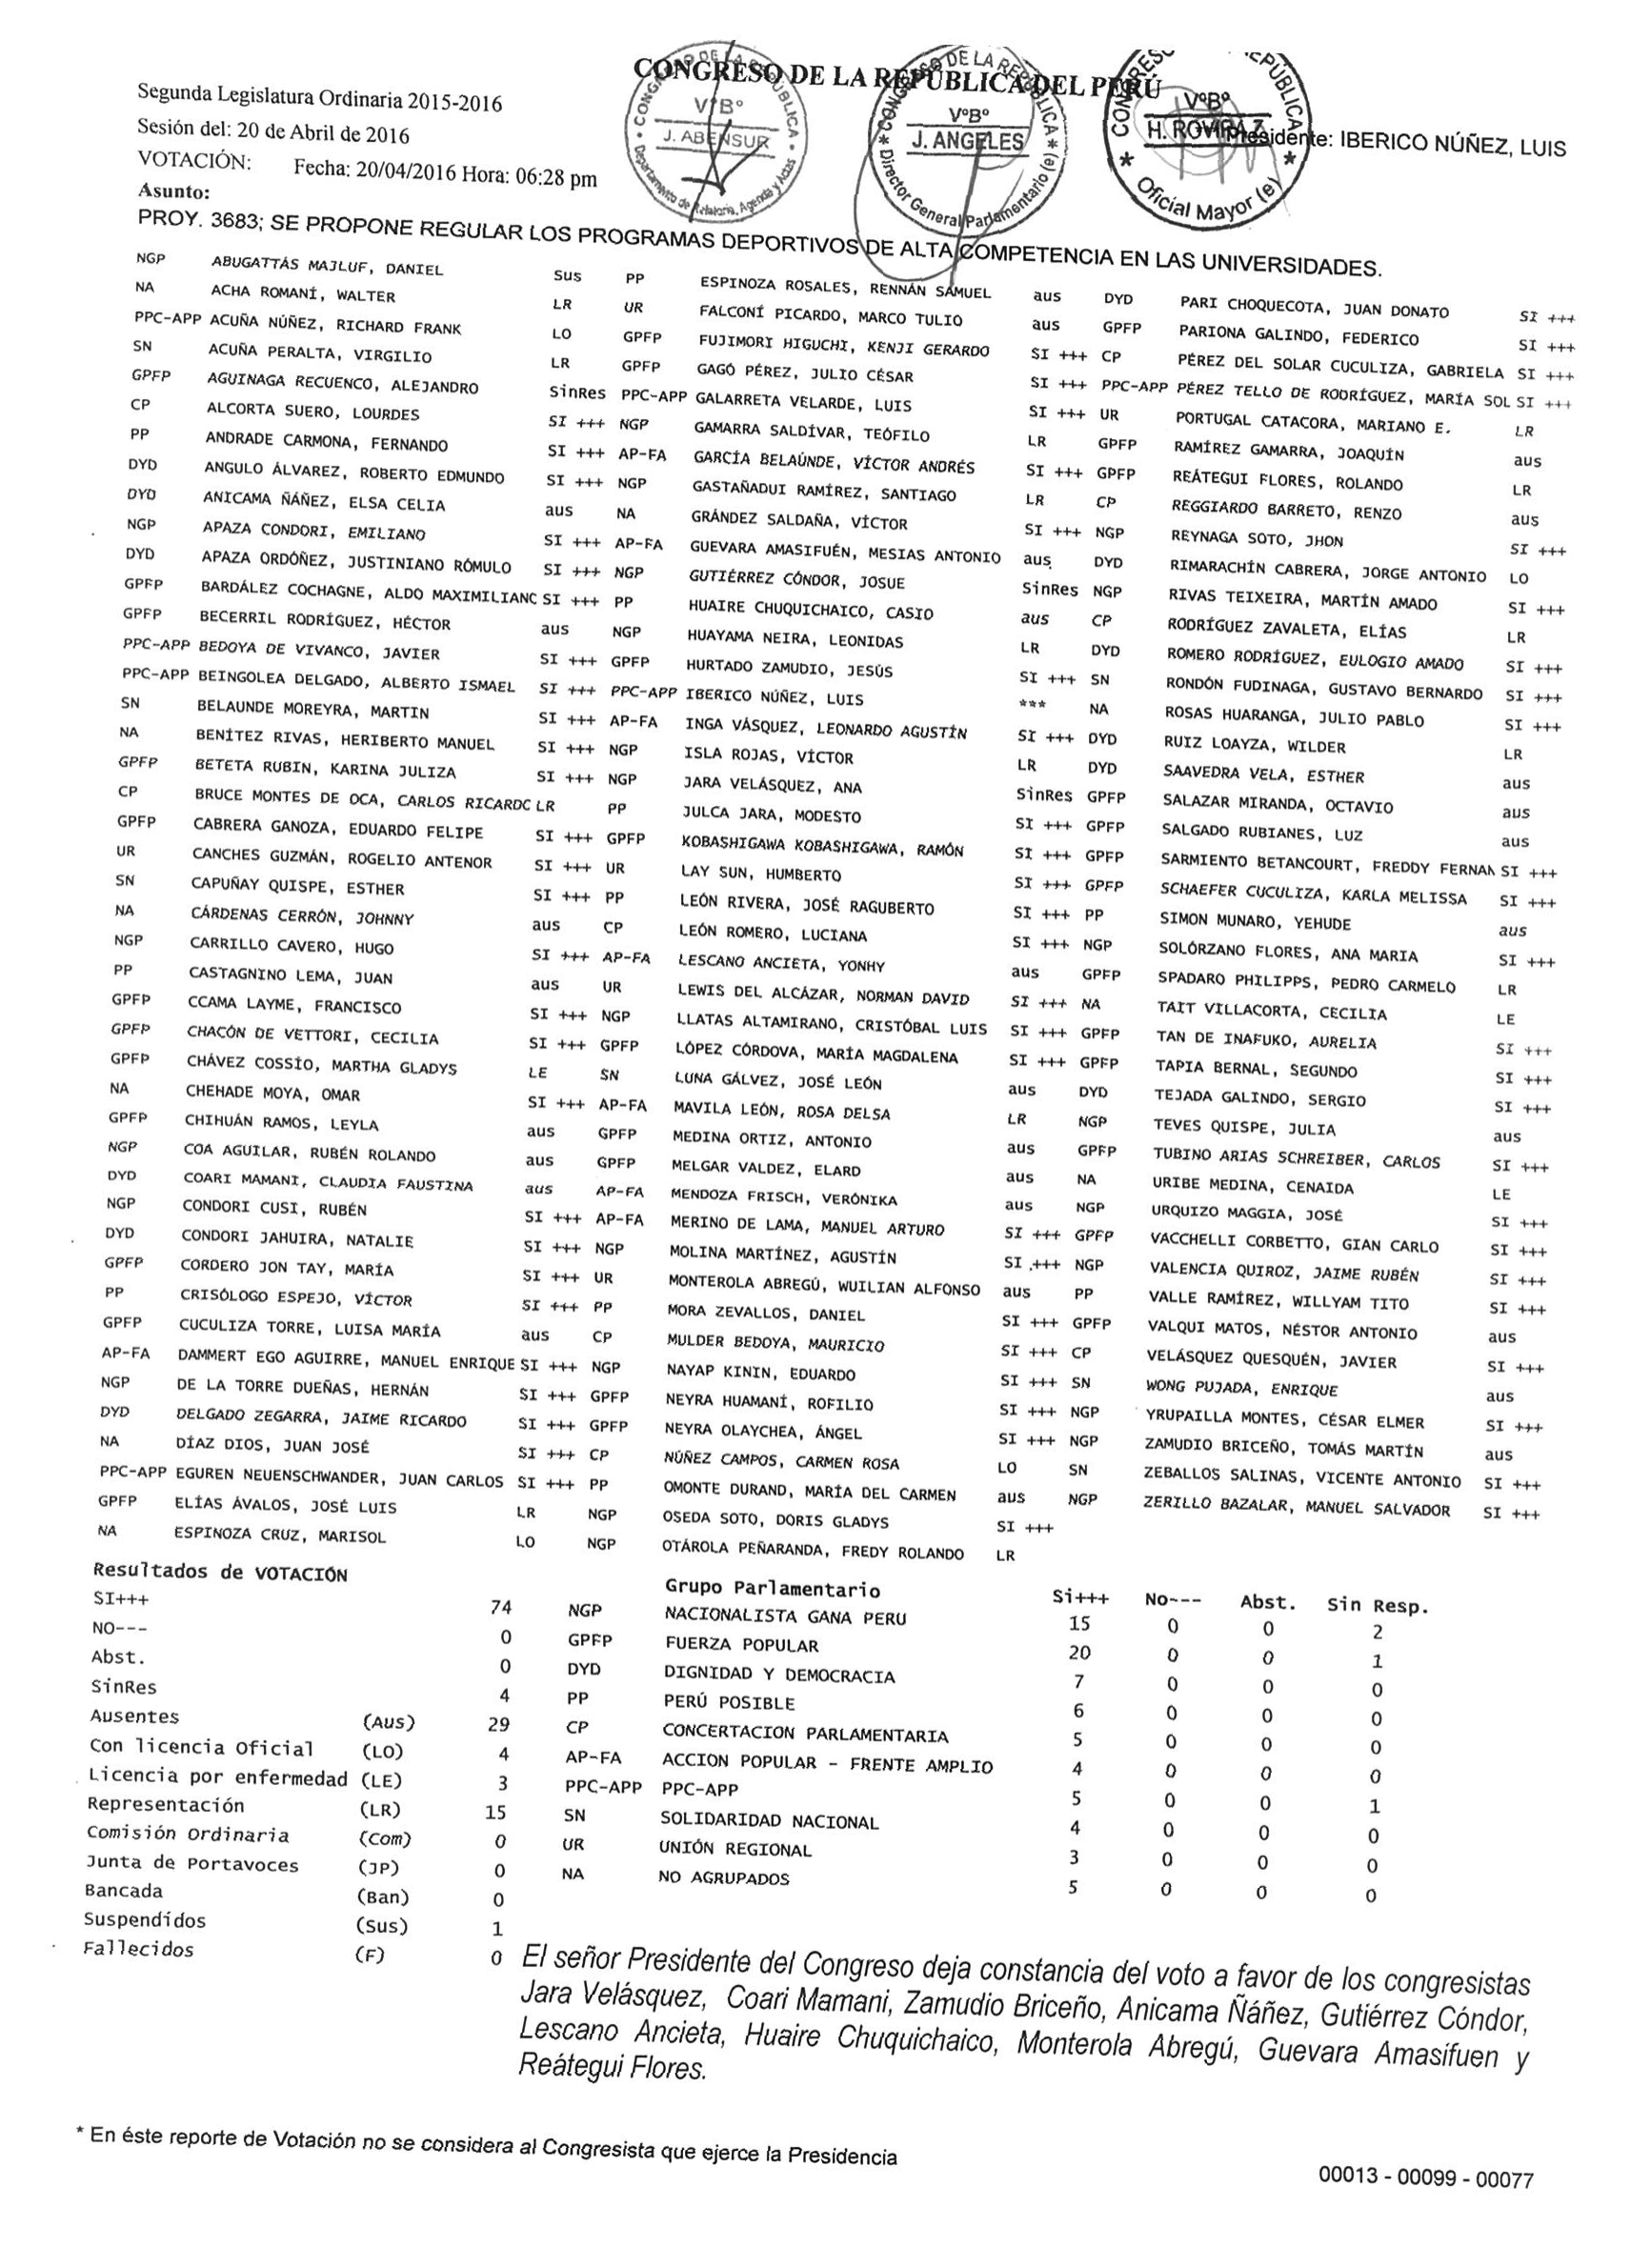 CONGRESO DE LA REPÚBLICA DEL PERÚ
CONGRESO DE LA REPÚBLICA
VºBº
J. ABENSUR
Departamento de Relatoria, Agenda y Actas
CONGRESO DE LA REPÚBLICA
VºBº
J. ANGELES
Director General Parlamentario (e)
CONGRESO REPÚBLICA
VºBº
H. ROVIRA
Oficial Mayor (e)
Segunda Legislatura Ordinaria 2015-2016
Sesión del: 20 de Abril de 2016 Presidente: IBERICO NÚÑEZ, LUIS
VOTACIÓN: Fecha: 20/04/2016 Hora: 06:28 pm
Asunto:
PROY. 3683; SE PROPONE REGULAR LOS PROGRAMAS DEPORTIVOS DE ALTA COMPETENCIA EN LAS UNIVERSIDADES.
NGP ABUGATTÁS MAJLUF, DANIEL Sus PP ESPINOZA ROSALES, RENNÁN SAMUEL aus DYD PARI CHOQUECOTA, JUAN DONATO SI +++
NA ACHA ROMANÍ, WALTER LR UR FALCONÍ PICARDO, MARCO TULIO aus GPFP PARIONA GALINDO, FEDERICO SI +++
PPC-APP ACUÑA NÚÑEZ, RICHARD FRANK LO GPFP FUJIMORI HIGUCHI, KENJI GERARDO SI +++ CP PÉREZ DEL SOLAR CUCULIZA, GABRIELA SI +++
SN ACUÑA PERALTA, VIRGILIO LR GPFP GAGÓ PÉREZ, JULIO CÉSAR SI +++ PPC-APP PÉREZ TELLO DE RODRÍGUEZ, MARÍA SOL SI +++
GPFP AGUINAGA RECUENCO, ALEJANDRO SinRes PPC-APP GALARRETA VELARDE, LUIS SI +++ UR PORTUGAL CATACORA, MARIANO E. LR
CP ALCORTA SUERO, LOURDES SI +++ NGP GAMARRA SALDÍVAR, TEÓFILO LR GPFP RAMÍREZ GAMARRA, JOAQUÍN aus
PP ANDRADE CARMONA, FERNANDO SI +++ AP-FA GARCÍA BELAÚNDE, VÍCTOR ANDRÉS SI +++ GPFP REÁTEGUI FLORES, ROLANDO LR
DYD ANGULO ÁLVAREZ, ROBERTO EDMUNDO SI +++ NGP GASTAÑADUI RAMÍREZ, SANTIAGO LR CP REGGIARDO BARRETO, RENZO aus
DYD ANICAMA ÑÁÑEZ, ELSA CELIA aus NA GRÁNDEZ SALDAÑA, VÍCTOR SI +++ NGP REYNAGA SOTO, JHON SI +++
NGP APAZA CONDORI, EMILIANO SI +++ AP-FA GUEVARA AMASIFUÉN, MESIAS ANTONIO aus DYD RIMARACHÍN CABRERA, JORGE ANTONIO LO
DYD APAZA ORDÓÑEZ, JUSTINIANO RÓMULO SI +++ NGP GUTIÉRREZ CÓNDOR, JOSUE SinRes NGP RIVAS TEIXEIRA, MARTÍN AMADO SI +++
GPFP BARDÁLEZ COCHAGNE, ALDO MAXIMILIANC SI +++ PP HUAIRE CHUQUICHAICO, CASIO aus CP RODRÍGUEZ ZAVALETA, ELÍAS LR
GPFP BECERRIL RODRÍGUEZ, HÉCTOR aus NGP HUAYAMA NEIRA, LEONIDAS LR DYD ROMERO RODRÍGUEZ, EULOGIO AMADO SI +++
PPC-APP BEDOYA DE VIVANCO, JAVIER SI +++ GPFP HURTADO ZAMUDIO, JESÚS SI +++ SN RONDÓN FUDINAGA, GUSTAVO BERNARDO SI +++
PPC-APP BEINGOLEA DELGADO, ALBERTO ISMAEL SI +++ PPC-APP IBERICO NÚÑEZ, LUIS *** NA ROSAS HUARANGA, JULIO PABLO SI +++
SN BELAUNDE MOREYRA, MARTIN SI +++ AP-FA INGA VÁSQUEZ, LEONARDO AGUSTÍN SI +++ DYD RUIZ LOAYZA, WILDER LR
NA BENÍTEZ RIVAS, HERIBERTO MANUEL SI +++ NGP ISLA ROJAS, VÍCTOR LR DYD SAAVEDRA VELA, ESTHER aus
GPFP BETETA RUBIN, KARINA JULIZA SI +++ NGP JARA VELÁSQUEZ, ANA SinRes GPFP SALAZAR MIRANDA, OCTAVIO aus
CP BRUCE MONTES DE OCA, CARLOS RICARDC LR PP JULCA JARA, MODESTO SI +++ GPFP SALGADO RUBIANES, LUZ aus
GPFP CABRERA GANOZA, EDUARDO FELIPE SI +++ GPFP KOBASHIGAWA KOBASHIGAWA, RAMÓN SI +++ GPFP SARMIENTO BETANCOURT, FREDDY FERNAN SI +++
UR CANCHES GUZMÁN, ROGELIO ANTENOR SI +++ UR LAY SUN, HUMBERTO SI +++ GPFP SCHAEFER CUCULIZA, KARLA MELISSA SI +++
SN CAPUÑAY QUISPE, ESTHER SI +++ PP LEÓN RIVERA, JOSÉ RAGUBERTO SI +++ PP SIMON MUNARO, YEHUDE aus
NA CÁRDENAS CERRÓN, JOHNNY aus CP LEÓN ROMERO, LUCIANA SI +++ NGP SOLÓRZANO FLORES, ANA MARIA SI +++
NGP CARRILLO CAVERO, HUGO SI +++ AP-FA LESCANO ANCIETA, YONHY aus GPFP SPADARO PHILIPPS, PEDRO CARMELO LR
PP CASTAGNINO LEMA, JUAN aus UR LEWIS DEL ALCÁZAR, NORMAN DAVID SI +++ NA TAIT VILLACORTA, CECILIA LE
GPFP CCAMA LAYME, FRANCISCO SI +++ NGP LLATAS ALTAMIRANO, CRISTÓBAL LUIS SI +++ GPFP TAN DE INAFUKO, AURELIA SI +++
GPFP CHACÓN DE VETTORI, CECILIA SI +++ GPFP LÓPEZ CÓRDOVA, MARÍA MAGDALENA SI +++ GPFP TAPIA BERNAL, SEGUNDO SI +++
GPFP CHÁVEZ COSSÍO, MARTHA GLADYS LE SN LUNA GÁLVEZ, JOSÉ LEÓN aus DYD TEJADA GALINDO, SERGIO SI +++
NA CHEHADE MOYA, OMAR SI +++ AP-FA MAVILA LEÓN, ROSA DELSA LR NGP TEVES QUISPE, JULIA aus
GPFP CHIHUÁN RAMOS, LEYLA aus GPFP MEDINA ORTIZ, ANTONIO aus GPFP TUBINO ARIAS SCHREIBER, CARLOS SI +++
NGP COA AGUILAR, RUBÉN ROLANDO aus GPFP MELGAR VALDEZ, ELARD aus NA URIBE MEDINA, CENAIDA LE
DYD COARI MAMANI, CLAUDIA FAUSTINA aus AP-FA MENDOZA FRISCH, VERÓNIKA aus NGP URQUIZO MAGGIA, JOSÉ SI +++
NGP CONDORI CUSI, RUBÉN SI +++ AP-FA MERINO DE LAMA, MANUEL ARTURO SI +++ GPFP VACCHELLI CORBETTO, GIAN CARLO SI +++
DYD CONDORI JAHUIRA, NATALIE SI +++ NGP MOLINA MARTÍNEZ, AGUSTÍN SI +++ NGP VALENCIA QUIROZ, JAIME RUBÉN SI +++
GPFP CORDERO JON TAY, MARÍA SI +++ UR MONTEROLA ABREGÚ, WUILIAN ALFONSO aus PP VALLE RAMÍREZ, WILLYAM TITO SI +++
PP CRISÓLOGO ESPEJO, VÍCTOR SI +++ PP MORA ZEVALLOS, DANIEL SI +++ GPFP VALQUI MATOS, NÉSTOR ANTONIO aus
GPFP CUCULIZA TORRE, LUISA MARÍA aus CP MULDER BEDOYA, MAURICIO SI +++ CP VELÁSQUEZ QUESQUÉN, JAVIER SI +++
AP-FA DAMMERT EGO AGUIRRE, MANUEL ENRIQUE SI +++ NGP NAYAP KININ, EDUARDO SI +++ SN WONG PUJADA, ENRIQUE aus
NGP DE LA TORRE DUEÑAS, HERNÁN SI +++ GPFP NEYRA HUAMANÍ, ROFILIO SI +++ NGP YRUPAILLA MONTES, CÉSAR ELMER SI +++
DYD DELGADO ZEGARRA, JAIME RICARDO SI +++ GPFP NEYRA OLAYCHEA, ÁNGEL SI +++ NGP ZAMUDIO BRICEÑO, TOMÁS MARTÍN aus
NA DÍAZ DIOS, JUAN JOSÉ SI +++ CP NÚÑEZ CAMPOS, CARMEN ROSA LO SN ZEBALLOS SALINAS, VICENTE ANTONIO SI +++
PPC-APP EGUREN NEUENSCHWANDER, JUAN CARLOS SI +++ PP OMONTE DURAND, MARÍA DEL CARMEN aus NGP ZERILLO BAZALAR, MANUEL SALVADOR SI +++
GPFP ELÍAS ÁVALOS, JOSÉ LUIS LR NGP OSEDA SOTO, DORIS GLADYS SI +++
NA ESPINOZA CRUZ, MARISOL LO NGP OTÁROLA PEÑARANDA, FREDY ROLANDO LR
Resultados de VOTACIÓN
SI+++ 74
NO--- 0
Abst. 0
SinRes 4
Ausentes (Aus) 29
Con licencia Oficial (LO) 4
Licencia por enfermedad (LE) 3
Representación (LR) 15
Comisión Ordinaria (Com) 0
Junta de Portavoces (JP) 0
Bancada (Ban) 0
Suspendidos (Sus) 1
Fallecidos (F) 0
Grupo Parlamentario Si+++ No--- Abst. Sin Resp.
NGP NACIONALISTA GANA PERU 15 0 0 2
GPFP FUERZA POPULAR 20 0 0 1
DYD DIGNIDAD Y DEMOCRACIA 7 0 0 0
PP PERÚ POSIBLE 6 0 0 0
CP CONCERTACION PARLAMENTARIA 5 0 0 0
AP-FA ACCION POPULAR - FRENTE AMPLIO 4 0 0 0
PPC-APP PPC-APP 5 0 0 1
SN SOLIDARIDAD NACIONAL 4 0 0 0
UR UNIÓN REGIONAL 3 0 0 0
NA NO AGRUPADOS 5 0 0 0
El señor Presidente del Congreso deja constancia del voto a favor de los congresistas
Jara Velásquez, Coari Mamani, Zamudio Briceño, Anicama Ñáñez, Gutiérrez Cóndor,
Lescano Ancieta, Huaire Chuquichaico, Monterola Abregú, Guevara Amasifuen y
Reátegui Flores.
* En éste reporte de Votación no se considera al Congresista que ejerce la Presidencia
00013 - 00099 - 00077